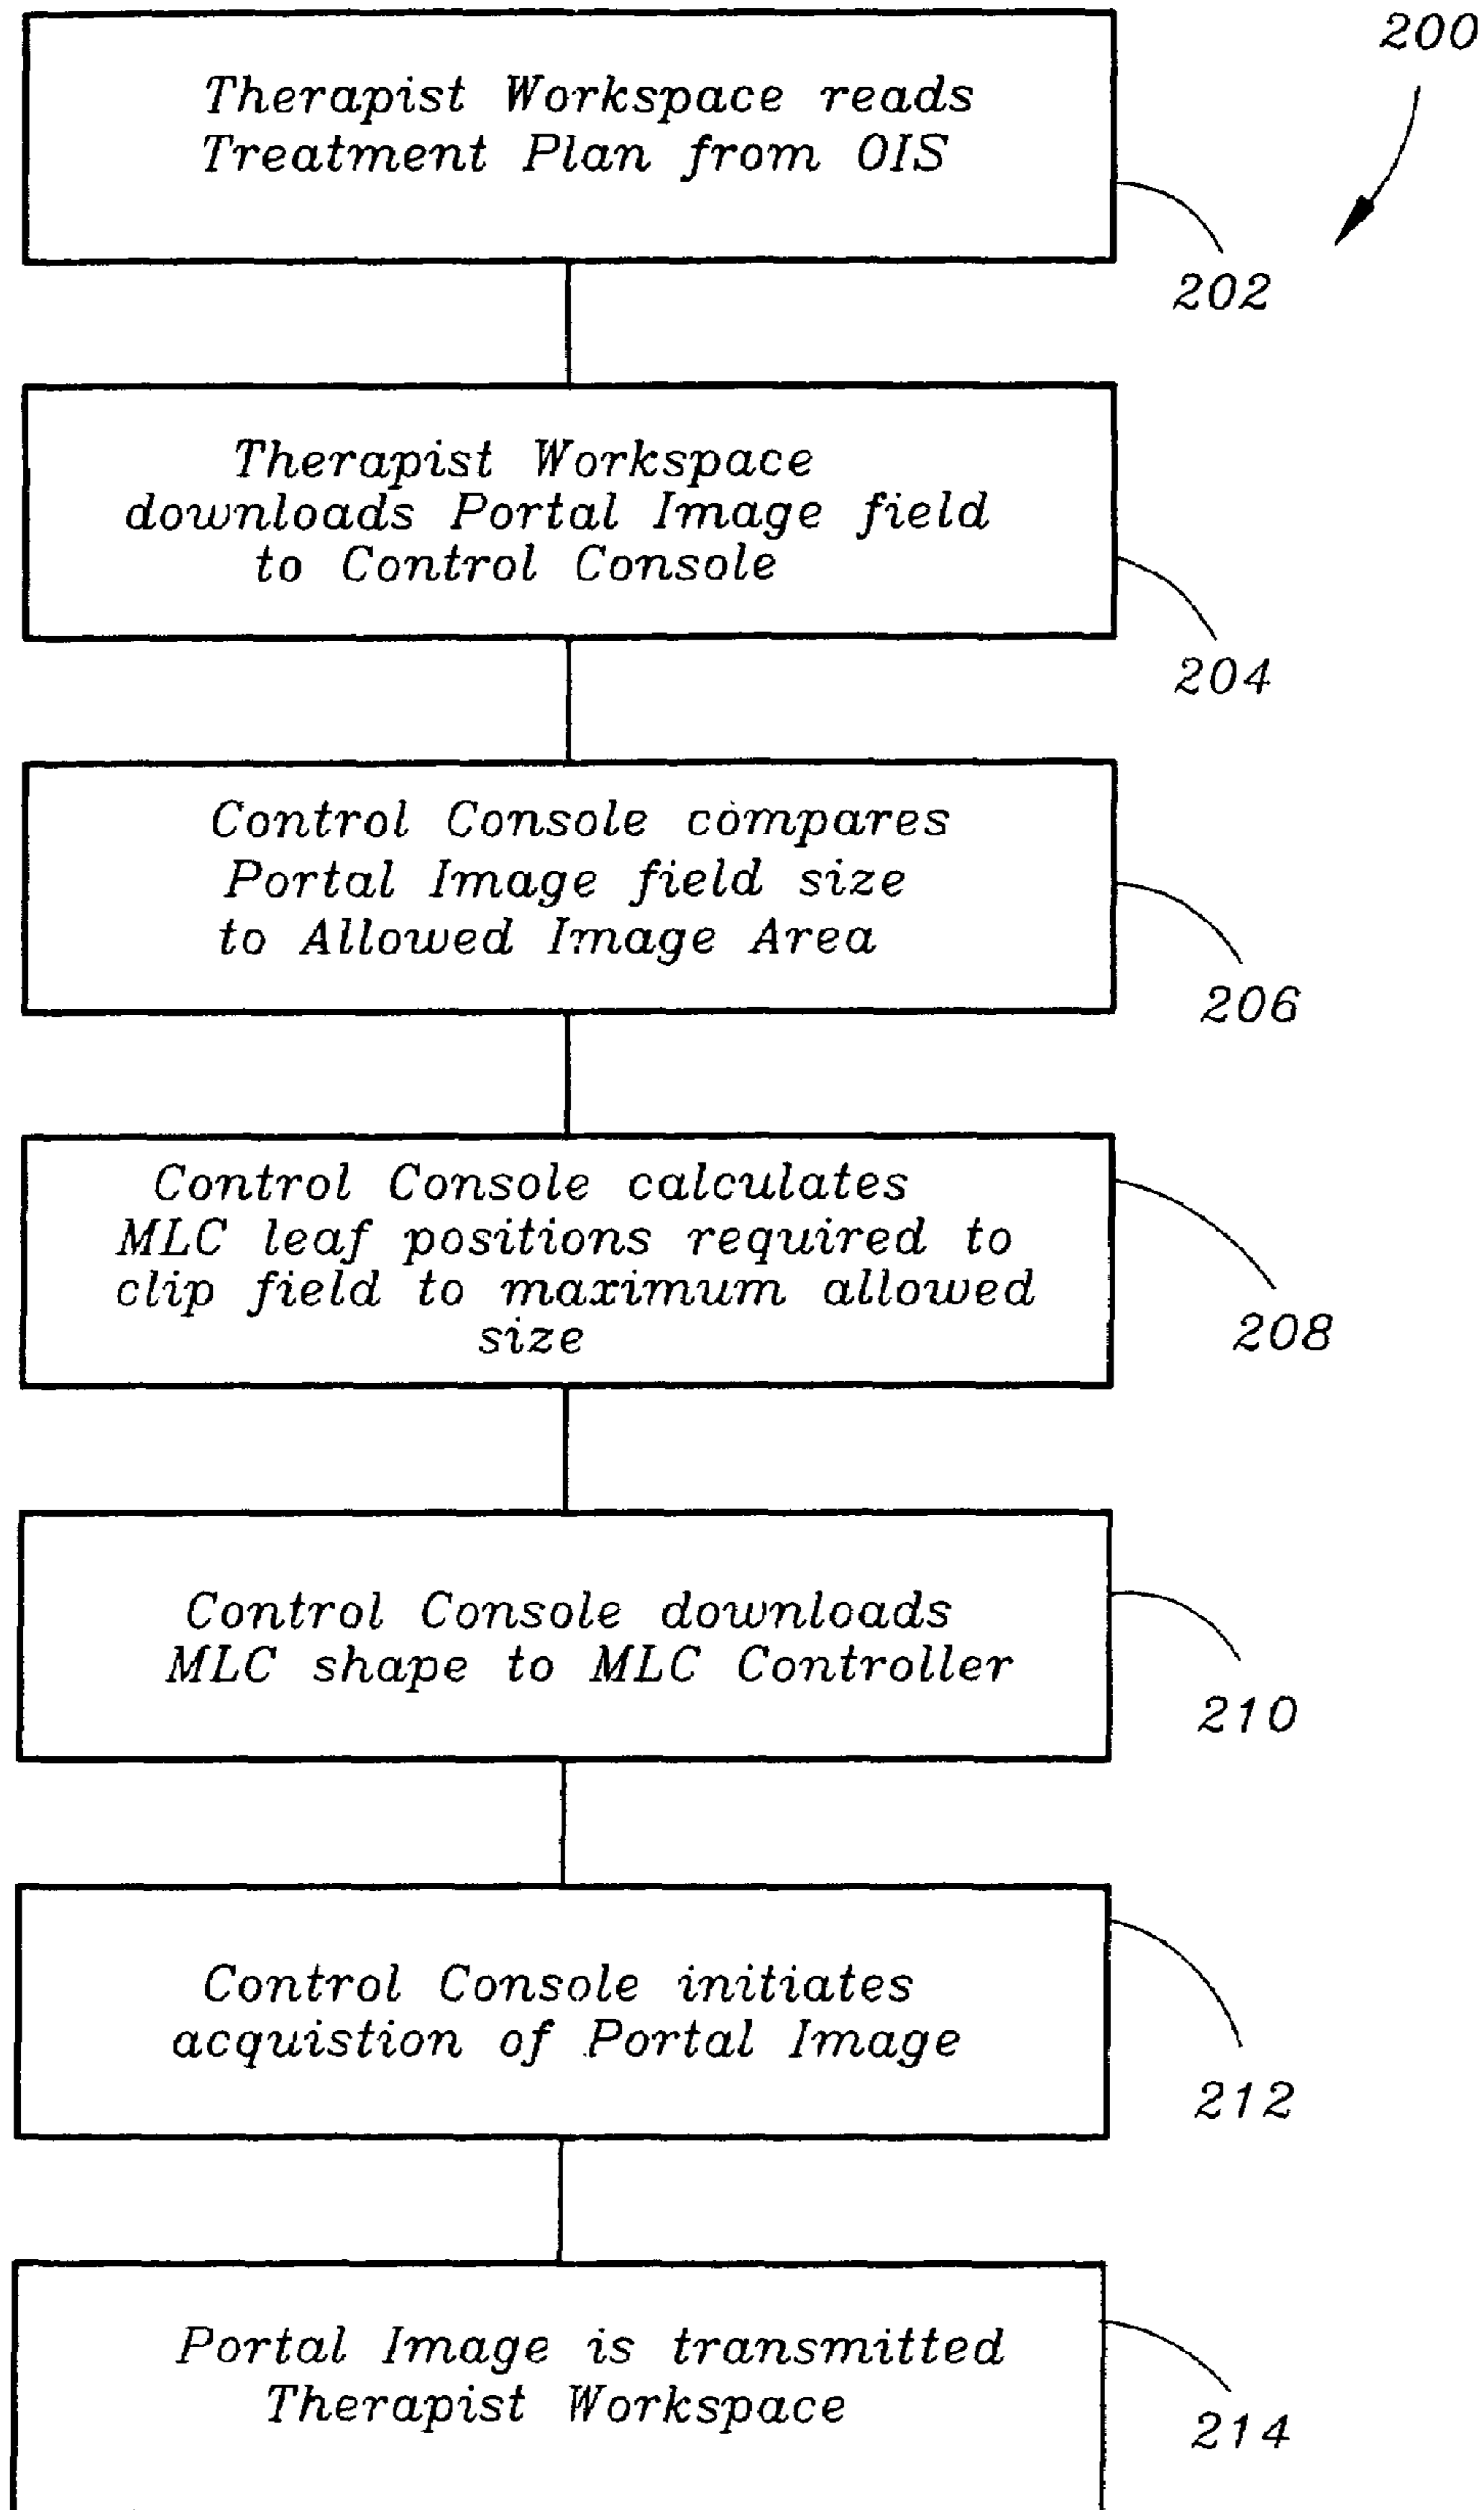 200
Therapist Workspace reads
Treatment Plan from OIS
202
Therapist Workspace
downloads Portal Image field
to Control Console
204
Control Console compares
Portal Image field size
to Allowed Image Area
206
Control Console calculates
MLC leaf positions required to
clip field to maximum allowed
size
208
Control Console downloads
MLC shape to MLC Controller
210
Control Console initiates
acquistion of Portal Image
212
Portal Image is transmitted
Therapist Workspace
214